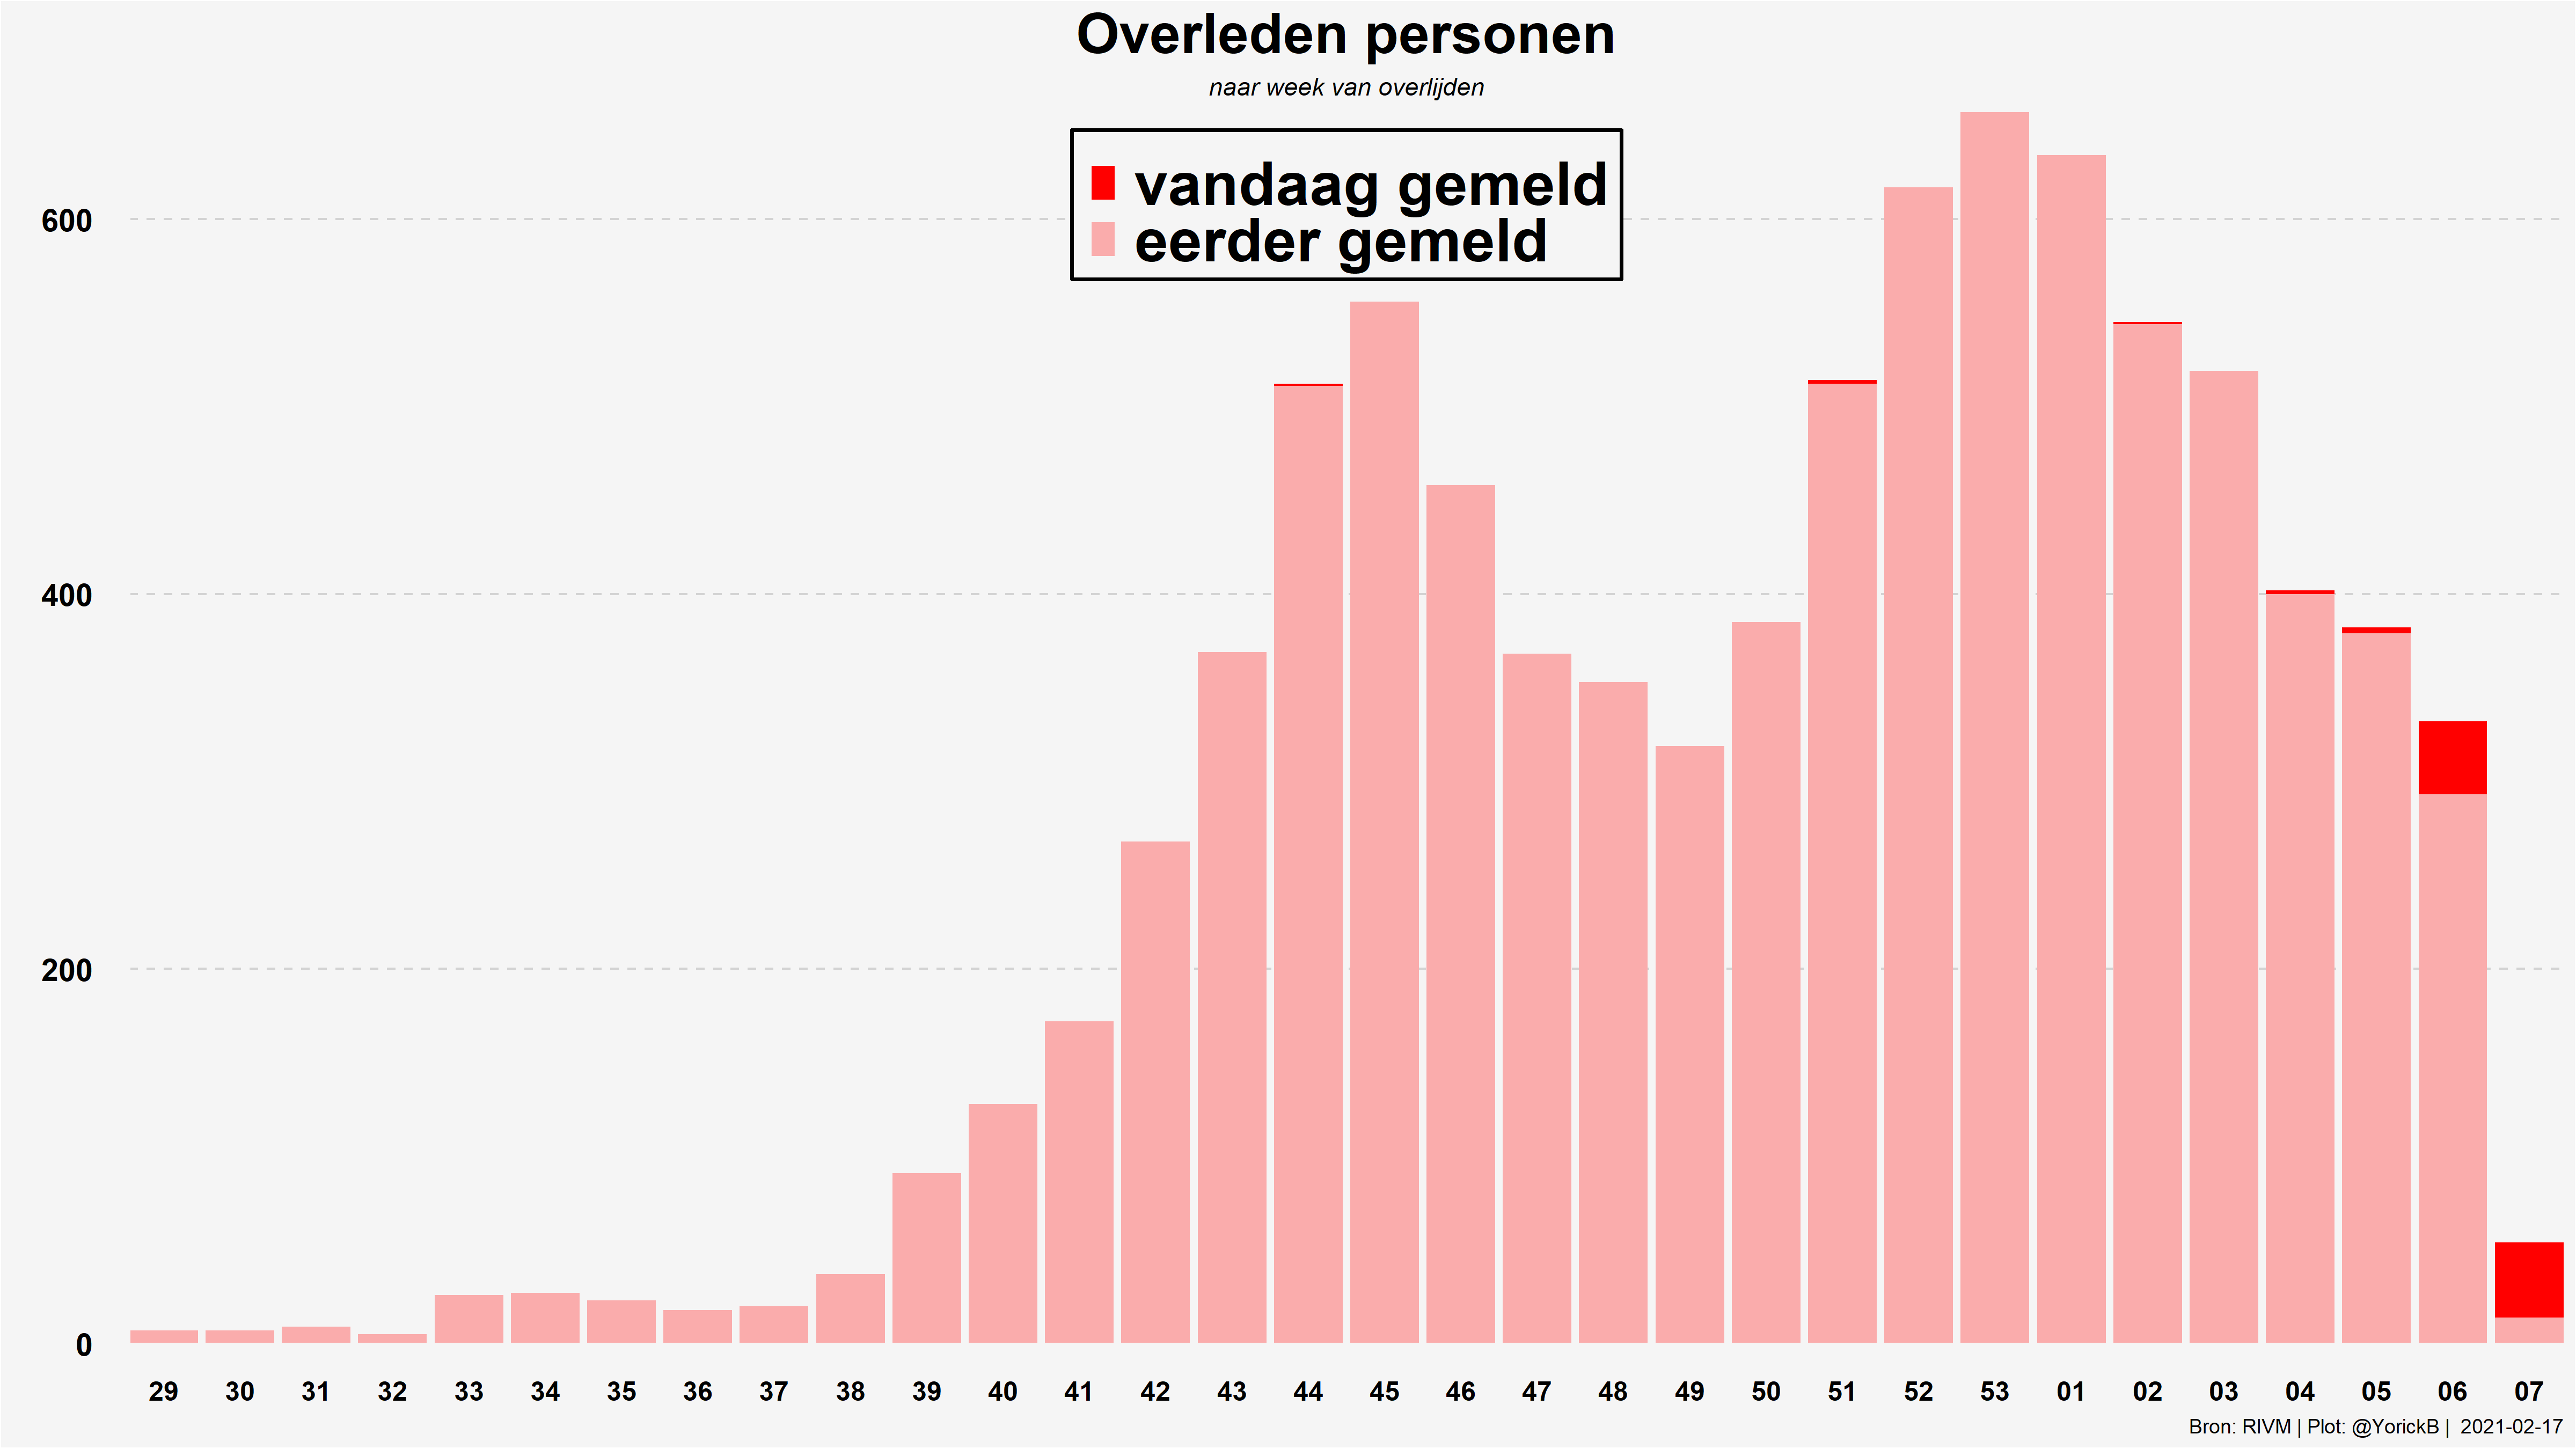 Overleden personen
naar week van overlijden
vandaag gemeld
eerder gemeld
600
400
200
0
29 30 31 32 33 34 35 36 37 38 39 40 41 42 43 44 45 46 47 48 49 50 51 52 53 01 02 03 04 05 06 07
Bron: RIVM | Plot: @YorickB | 2021-02-17